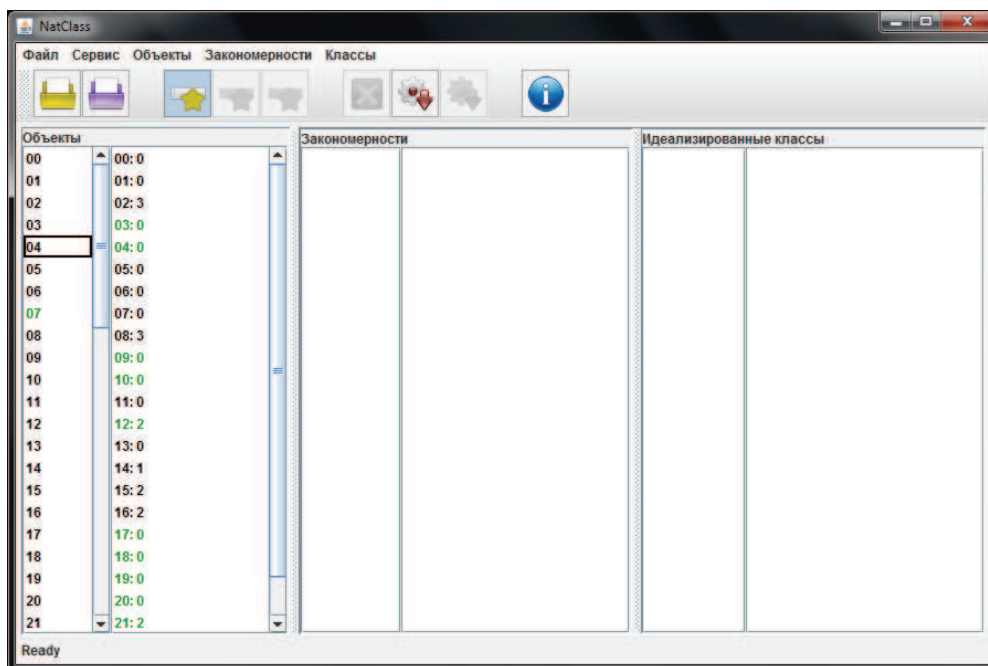 NatClass
Файл Сервис Объекты Закономерности Классы
Объекты Закономерности Идеализированные классы
00 00: 0
01 01: 0
02 02: 3
03 03: 0
04 04: 0
05 05: 0
06 06: 0
07 07: 0
08 08: 3
09 09: 0
10 10: 0
11 11: 0
12 12: 2
13 13: 0
14 14: 1
15 15: 2
16 16: 2
17 17: 0
18 18: 0
19 19: 0
20 20: 0
21 21: 2
Ready